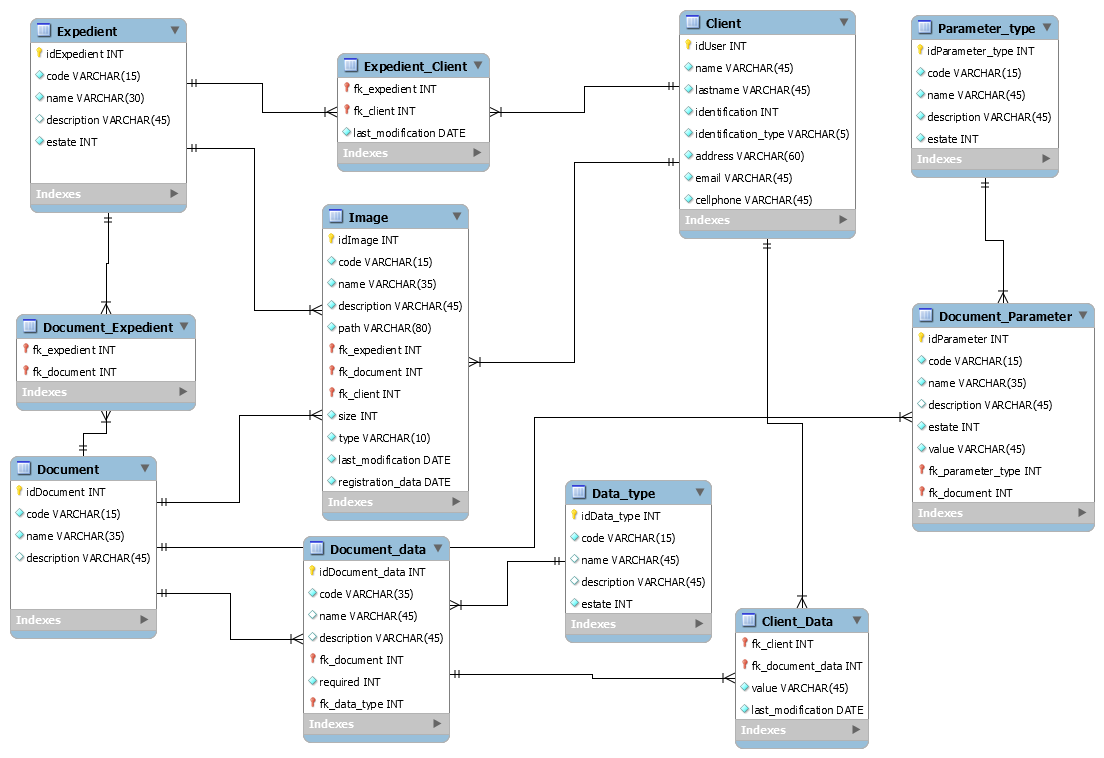 Expedient
idExpedient INT
code VARCHAR(15)
name VARCHAR(30)
description VARCHAR(45)
estate INT
Indexes
Expedient_Client
fk_expedient INT
fk_client INT
last_modification DATE
Indexes
Client
idUser INT
name VARCHAR(45)
lastname VARCHAR(45)
identification INT
identification_type VARCHAR(5)
address VARCHAR(60)
email VARCHAR(45)
cellphone VARCHAR(45)
Indexes
Parameter_type
idParameter_type INT
code VARCHAR(15)
name VARCHAR(45)
description VARCHAR(45)
estate INT
Indexes
Image
idImage INT
code VARCHAR(15)
name VARCHAR(35)
description VARCHAR(45)
path VARCHAR(80)
fk_expedient INT
fk_document INT
fk_client INT
size INT
type VARCHAR(10)
last_modification DATE
registration_data DATE
Indexes
Document_Expedient
fk_expedient INT
fk_document INT
Indexes
Document_Parameter
idParameter INT
code VARCHAR(15)
name VARCHAR(35)
description VARCHAR(45)
estate INT
value VARCHAR(45)
fk_parameter_type INT
fk_document INT
Indexes
Document
idDocument INT
code VARCHAR(15)
name VARCHAR(35)
description VARCHAR(45)
Indexes
Document_data
idDocument_data INT
code VARCHAR(35)
name VARCHAR(45)
description VARCHAR(45)
fk_document INT
required INT
fk_data_type INT
Indexes
Data_type
idData_type INT
code VARCHAR(15)
name VARCHAR(45)
description VARCHAR(45)
estate INT
Indexes
Client_Data
fk_client INT
fk_document_data INT
value VARCHAR(45)
last_modification DATE
Indexes